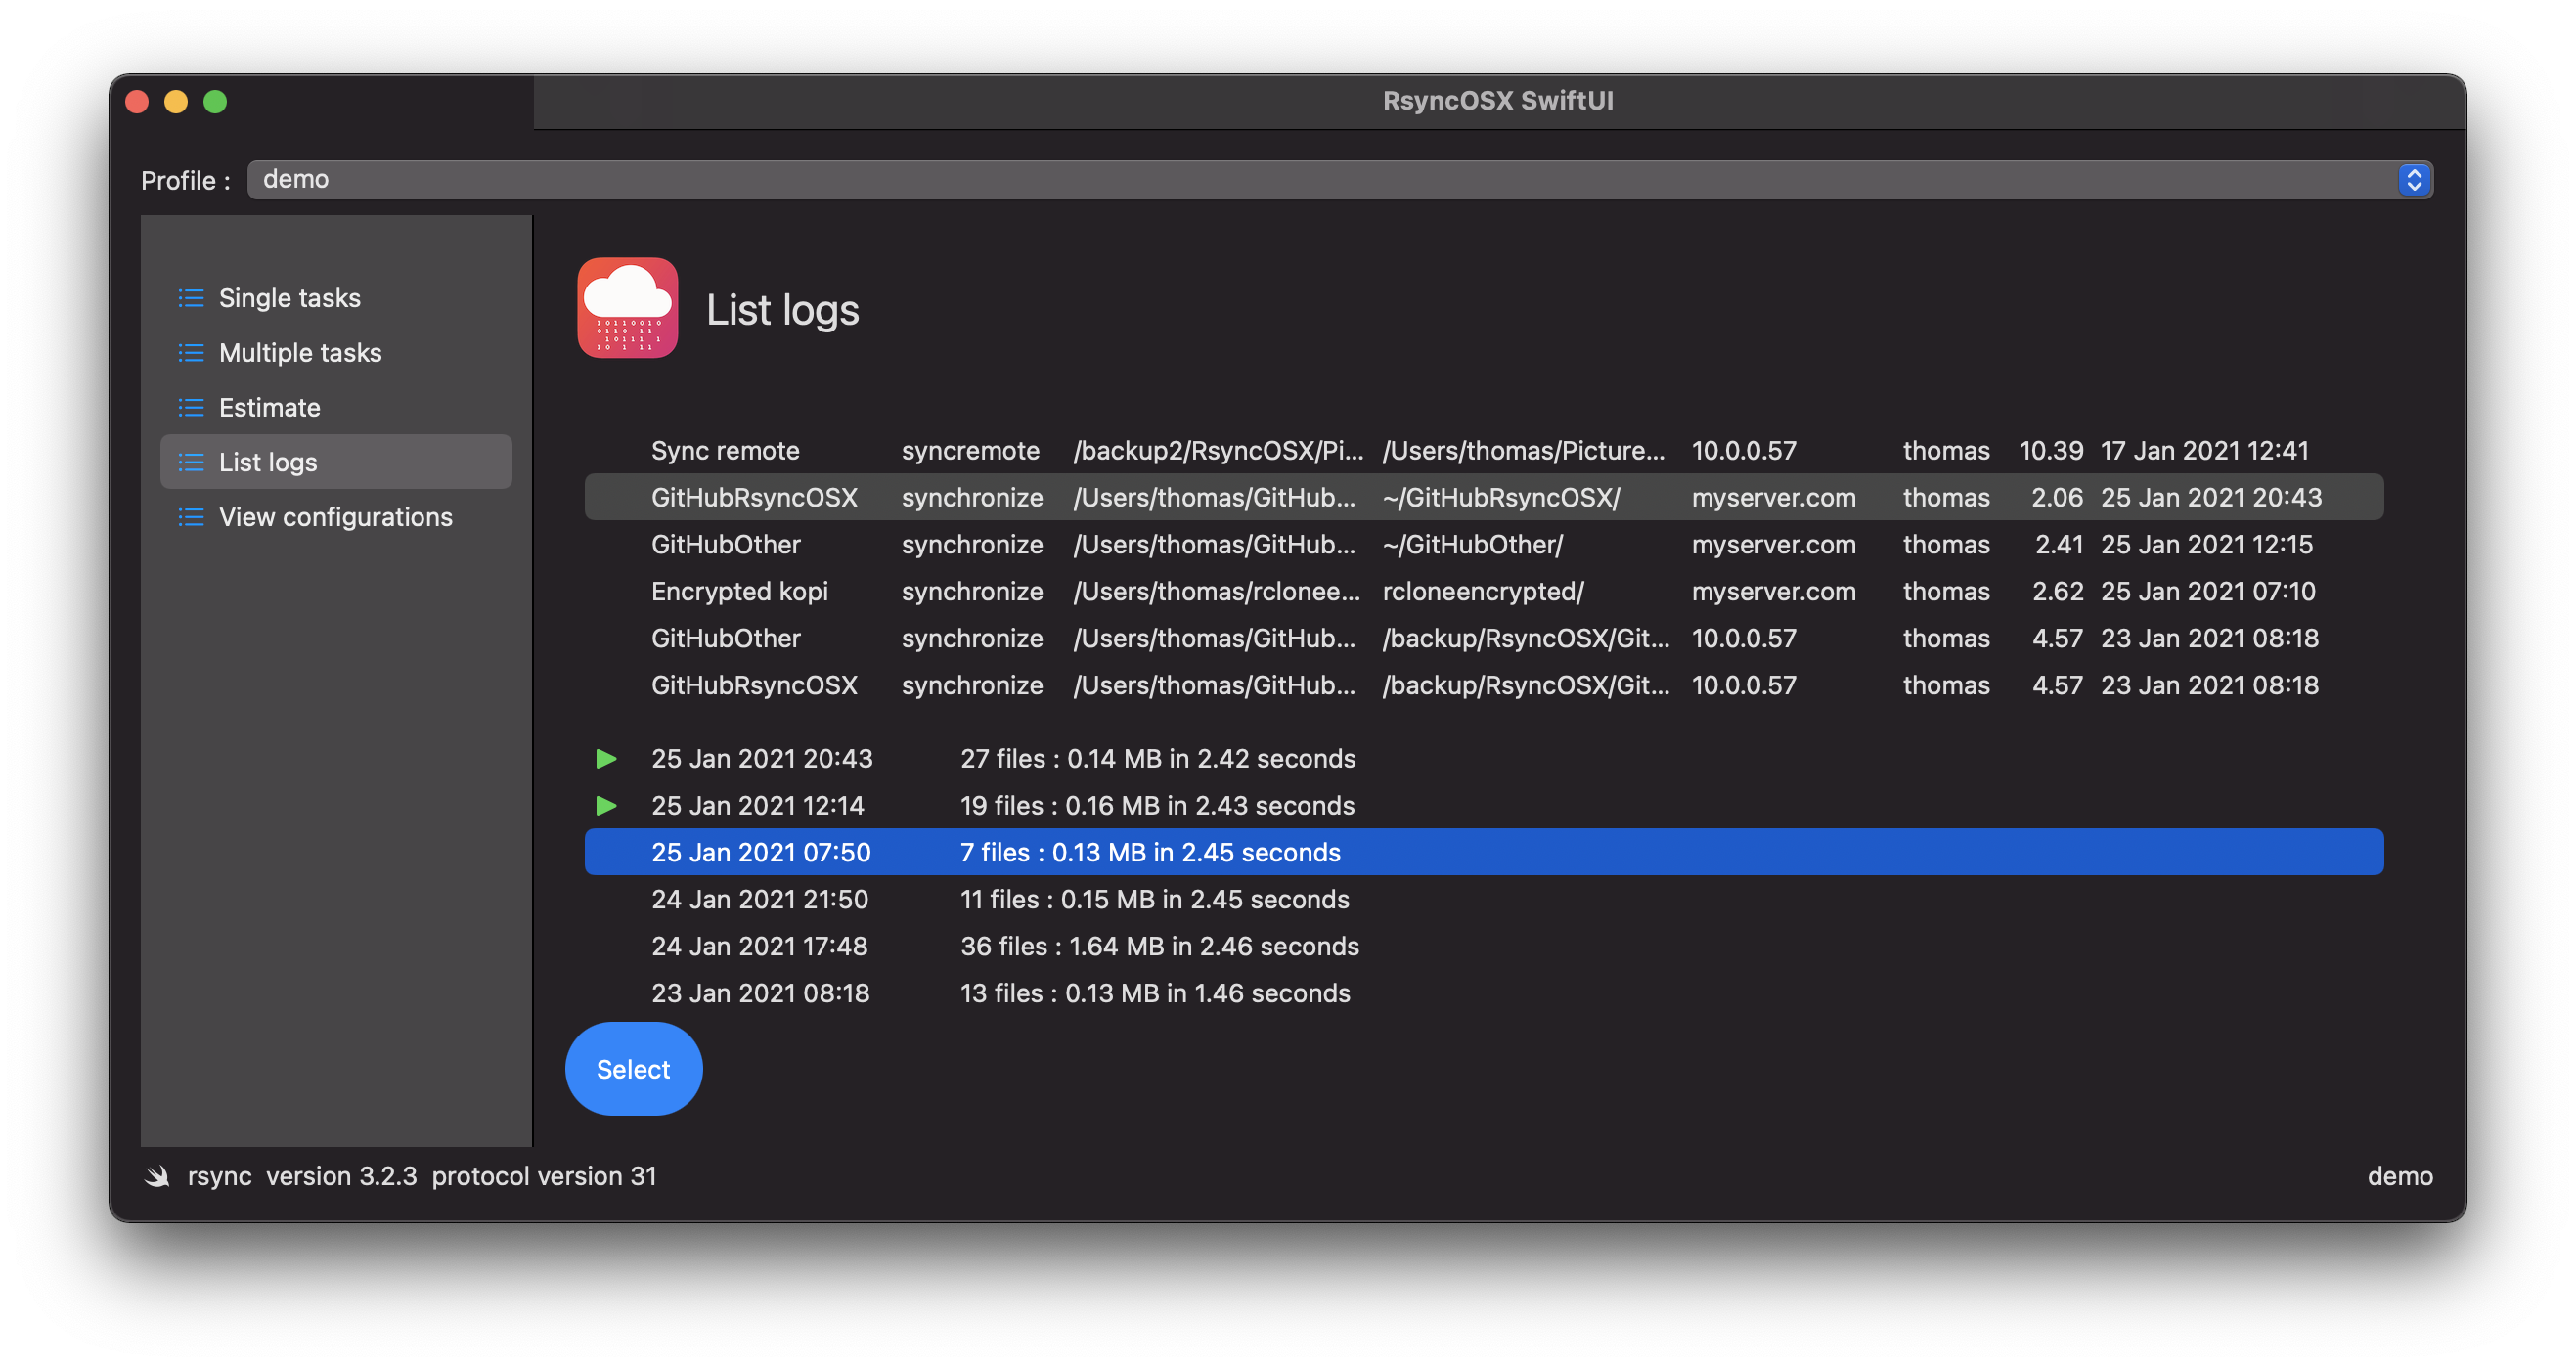 RsyncOSX SwiftUI
Profile : demo
Single tasks
Multiple tasks
Estimate
List logs
View configurations
List logs
Sync remote syncremote /backup2/RsyncOSX/Pi... /Users/thomas/Picture... 10.0.0.57 thomas 10.39 17 Jan 2021 12:41
GitHubRsyncOSX synchronize /Users/thomas/GitHub... ~/GitHubRsyncOSX/ myserver.com thomas 2.06 25 Jan 2021 20:43
GitHubOther synchronize /Users/thomas/GitHub... ~/GitHubOther/ myserver.com thomas 2.41 25 Jan 2021 12:15
Encrypted kopi synchronize /Users/thomas/rclonee... rcloneencrypted/ myserver.com thomas 2.62 25 Jan 2021 07:10
GitHubOther synchronize /Users/thomas/GitHub... /backup/RsyncOSX/Git... 10.0.0.57 thomas 4.57 23 Jan 2021 08:18
GitHubRsyncOSX synchronize /Users/thomas/GitHub... /backup/RsyncOSX/Git... 10.0.0.57 thomas 4.57 23 Jan 2021 08:18
25 Jan 2021 20:43 27 files : 0.14 MB in 2.42 seconds
25 Jan 2021 12:14 19 files : 0.16 MB in 2.43 seconds
25 Jan 2021 07:50 7 files : 0.13 MB in 2.45 seconds
24 Jan 2021 21:50 11 files : 0.15 MB in 2.45 seconds
24 Jan 2021 17:48 36 files : 1.64 MB in 2.46 seconds
23 Jan 2021 08:18 13 files : 0.13 MB in 1.46 seconds
Select
rsync version 3.2.3 protocol version 31
demo